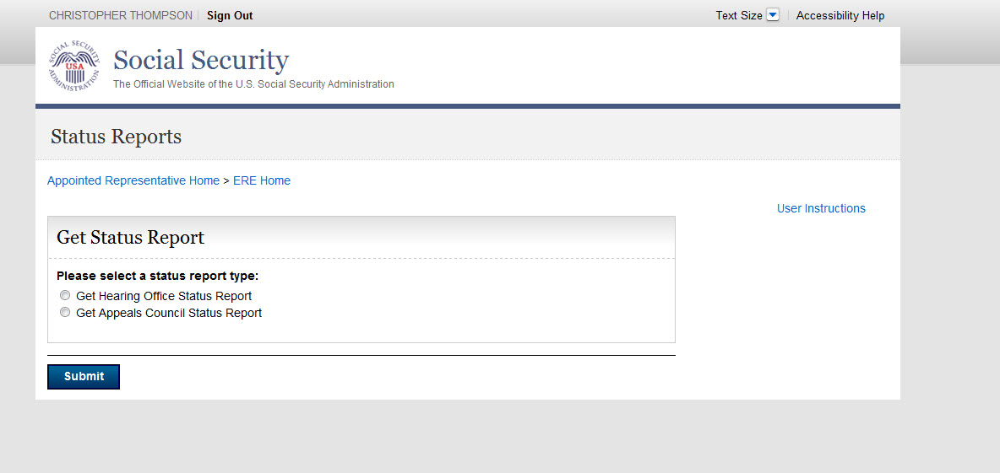 CHRISTOPHER THOMPSON Sign Out Text Size Accessibility Help
SOCIAL SECURITY ADMINISTRATION
USA
Social Security
The Official Website of the U.S. Social Security Administration
Status Reports
Appointed Representative Home > ERE Home
User Instructions
Get Status Report
Please select a status report type:
Get Hearing Office Status Report
Get Appeals Council Status Report
Submit